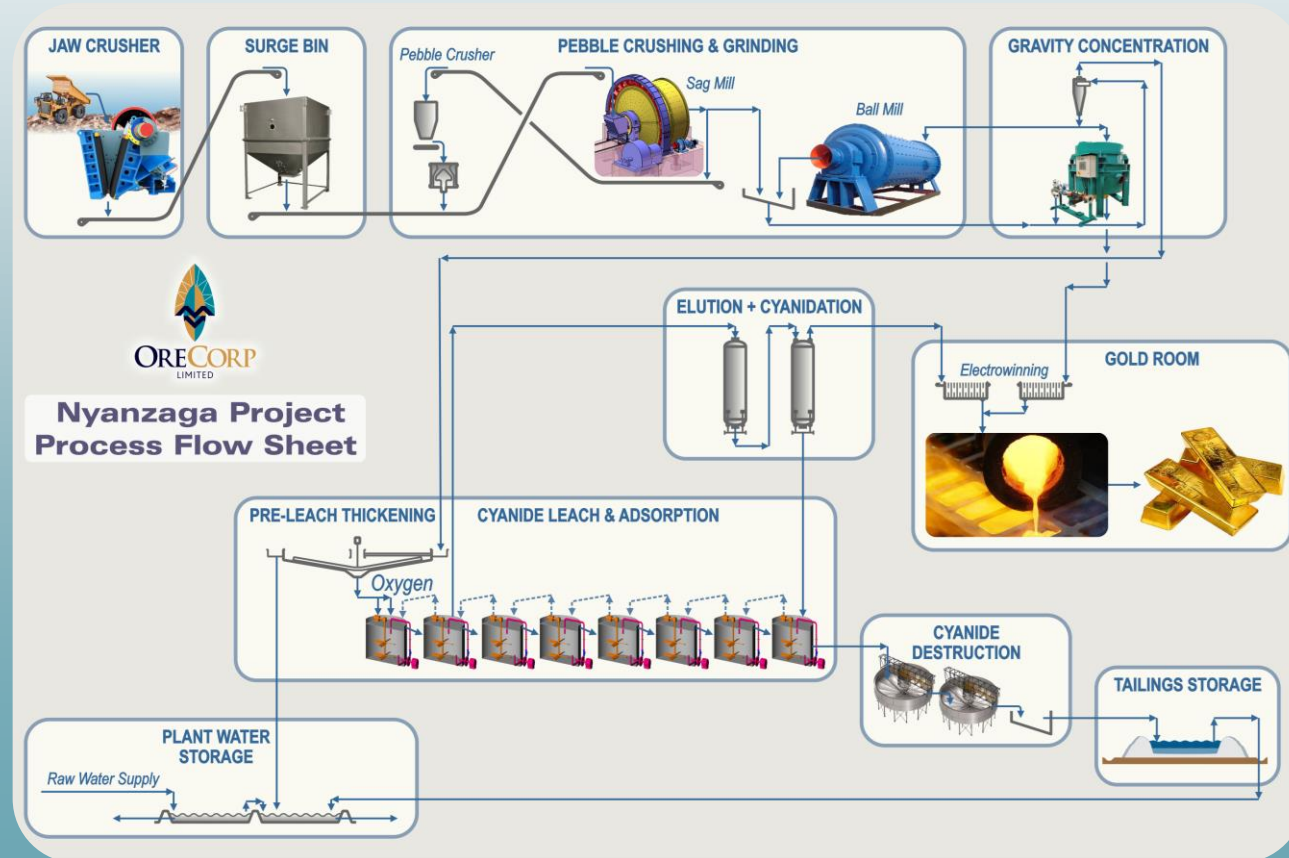 JAW CRUSHER
SURGE BIN
PEBBLE CRUSHING & GRINDING
GRAVITY CONCENTRATION
Pebble Crusher
Sag Mill
Ball Mill
ORECORP
LIMITED
Nyanzaga Project
Process Flow Sheet
ELUTION + CYANIDATION
GOLD ROOM
Electrowinning
PRE-LEACH THICKENING
CYANIDE LEACH & ADSORPTION
Oxygen
CYANIDE
DESTRUCTION
TAILINGS STORAGE
PLANT WATER
STORAGE
Raw Water Supply